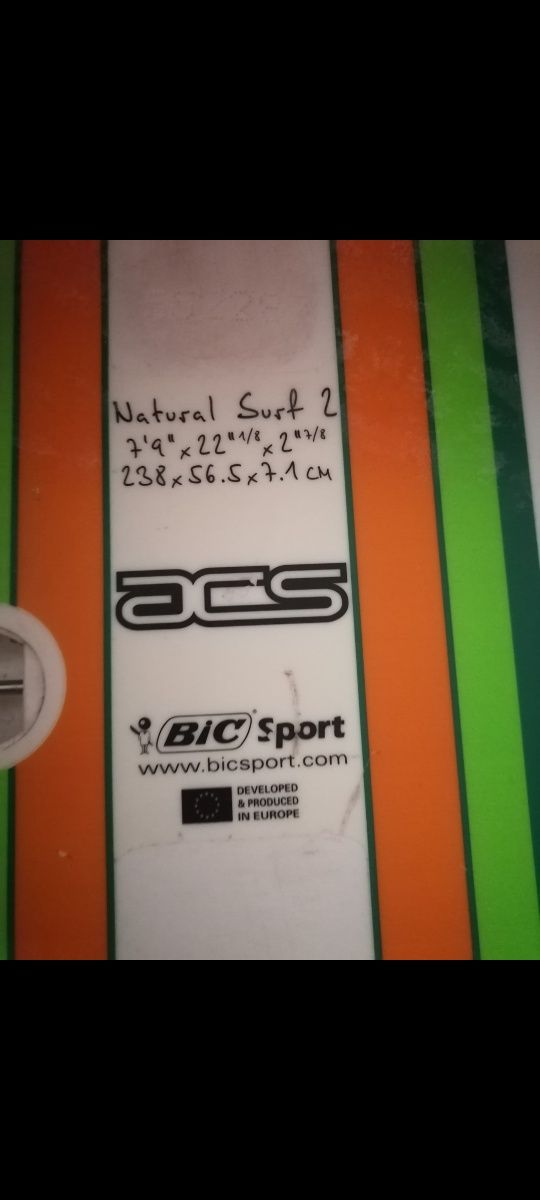 Natural Surf 2
7'9" x 22"1/8 x 2"7/8
238 x 56.5 x 7.1 CM
acs
BIC Sport
www.bicsport.com
DEVELOPED
& PRODUCED
IN EUROPE